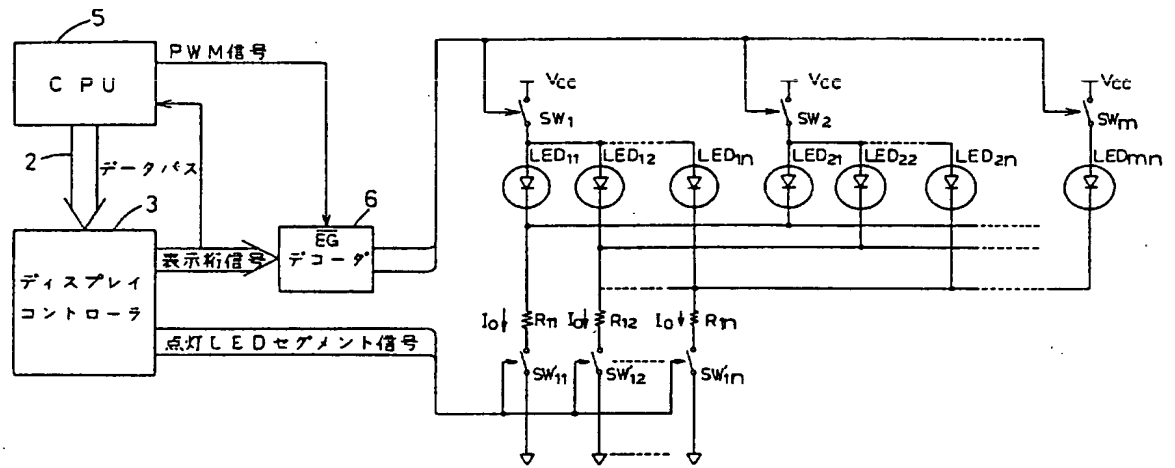 5
CPU
PWM信号
2
データバス
3
ディスプレイ
コントローラ
表示桁信号
6
EG
デコーダ
点灯LEDセグメント信号
Vcc
SW1
Vcc
SW2
Vcc
SWm
LED11
LED12
LED1n
LED21
LED22
LED2n
LEDmn
I0
R11
I0
R12
I0
R1n
SW'11
SW'12
SW'1n